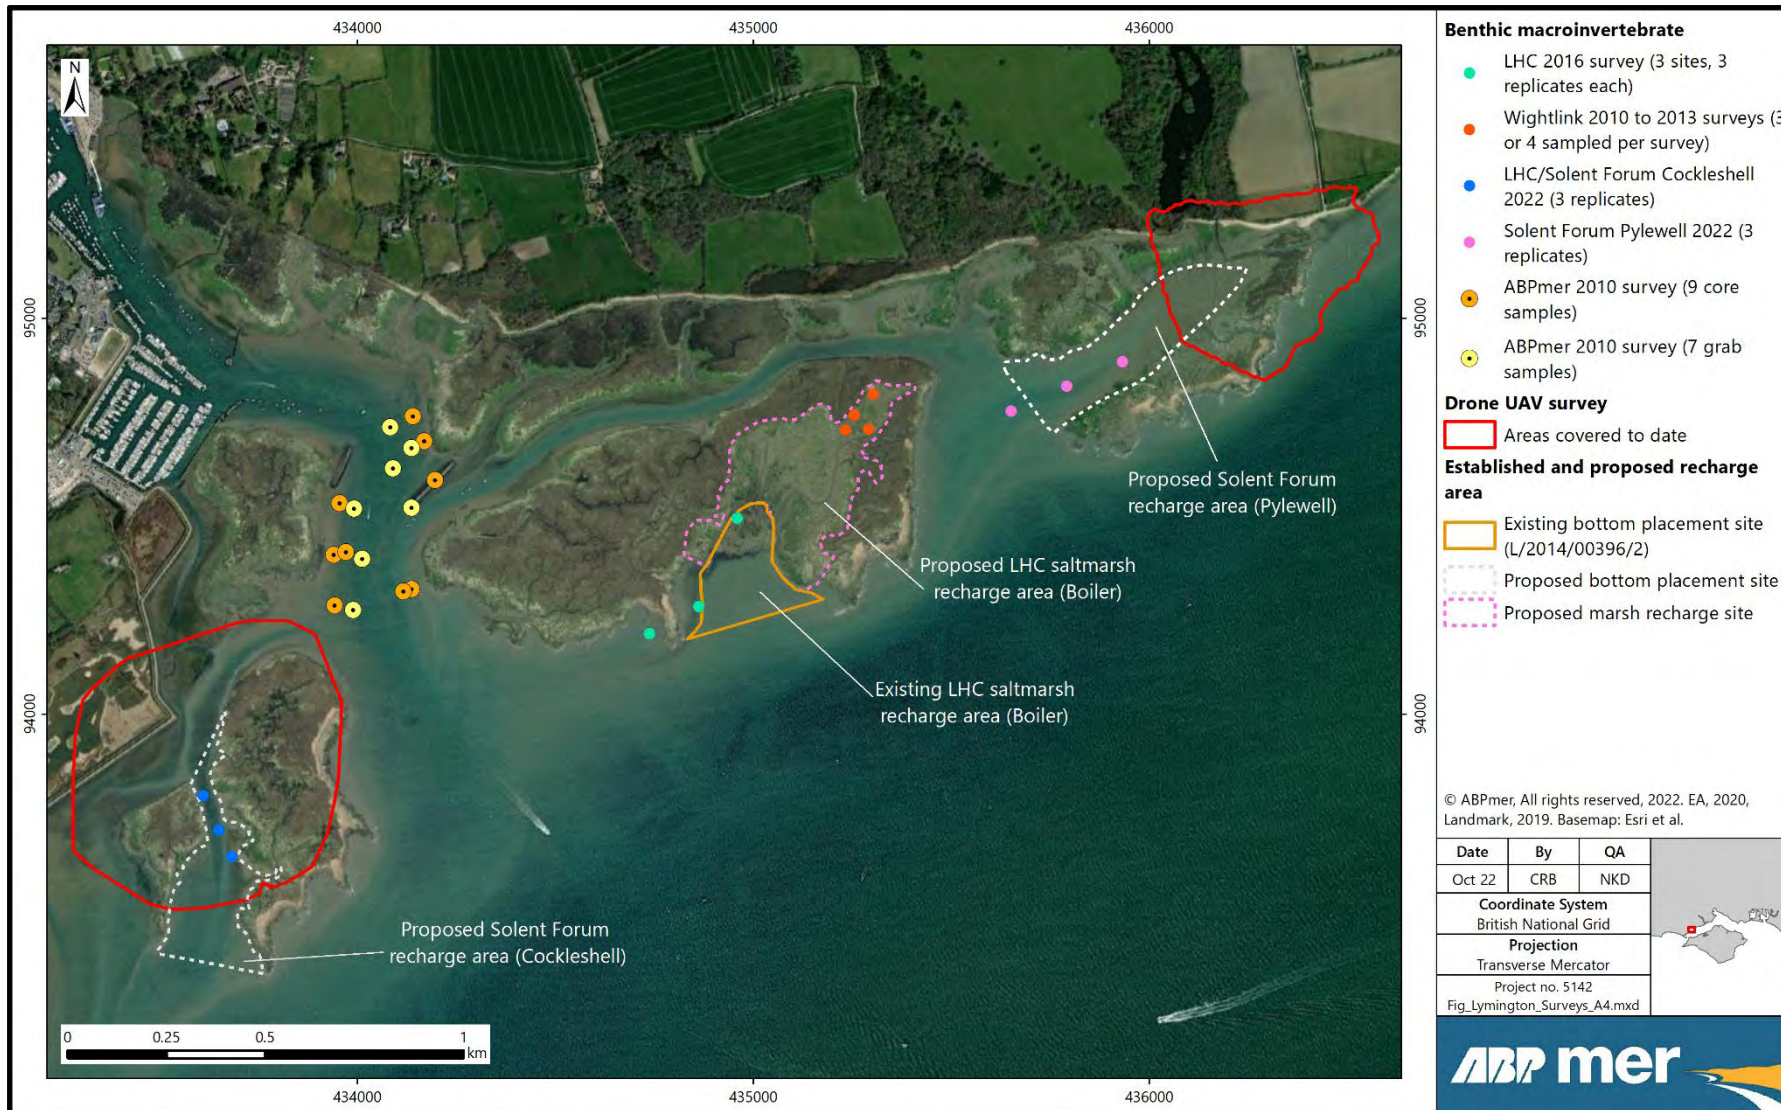 434000
435000
436000
N
95000
95000
94000
94000
Proposed Solent Forum
recharge area (Pylewell)
Proposed LHC saltmarsh
recharge area (Boiler)
Existing LHC saltmarsh
recharge area (Boiler)
Proposed Solent Forum
recharge area (Cockleshell)
0
0.25
0.5
1
km
434000
435000
436000
Benthic macroinvertebrate
LHC 2016 survey (3 sites, 3
replicates each)
Wightlink 2010 to 2013 surveys (3
or 4 sampled per survey)
LHC/Solent Forum Cockleshell
2022 (3 replicates)
Solent Forum Pylewell 2022 (3
replicates)
ABPmer 2010 survey (9 core
samples)
ABPmer 2010 survey (7 grab
samples)
Drone UAV survey
Areas covered to date
Established and proposed recharge
area
Existing bottom placement site
(L/2014/00396/2)
Proposed bottom placement site
Proposed marsh recharge site
© ABPmer, All rights reserved, 2022. EA, 2020,
Landmark, 2019. Basemap: Esri et al.
Date By QA
Oct 22 CRB NKD
Coordinate System
British National Grid
Projection
Transverse Mercator
Project no. 5142
Fig_Lymington_Surveys_A4.mxd
ABPmer